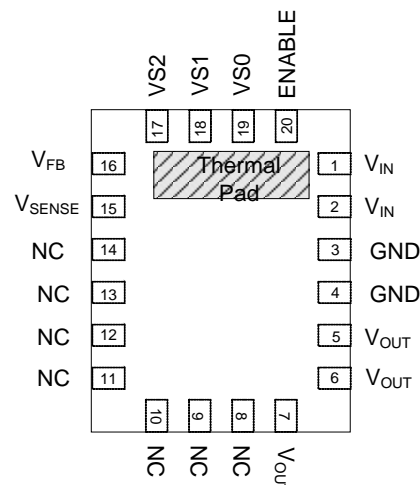 VS2 VS1 VS0 ENABLE
17 18 19 20
VFB 16 Thermal 1 VIN
Pad
VSENSE 15 2 VIN
NC 14 3 GND
NC 13 4 GND
NC 12 5 VOUT
NC 11 6 VOUT
10 9 8 7
NC NC NC